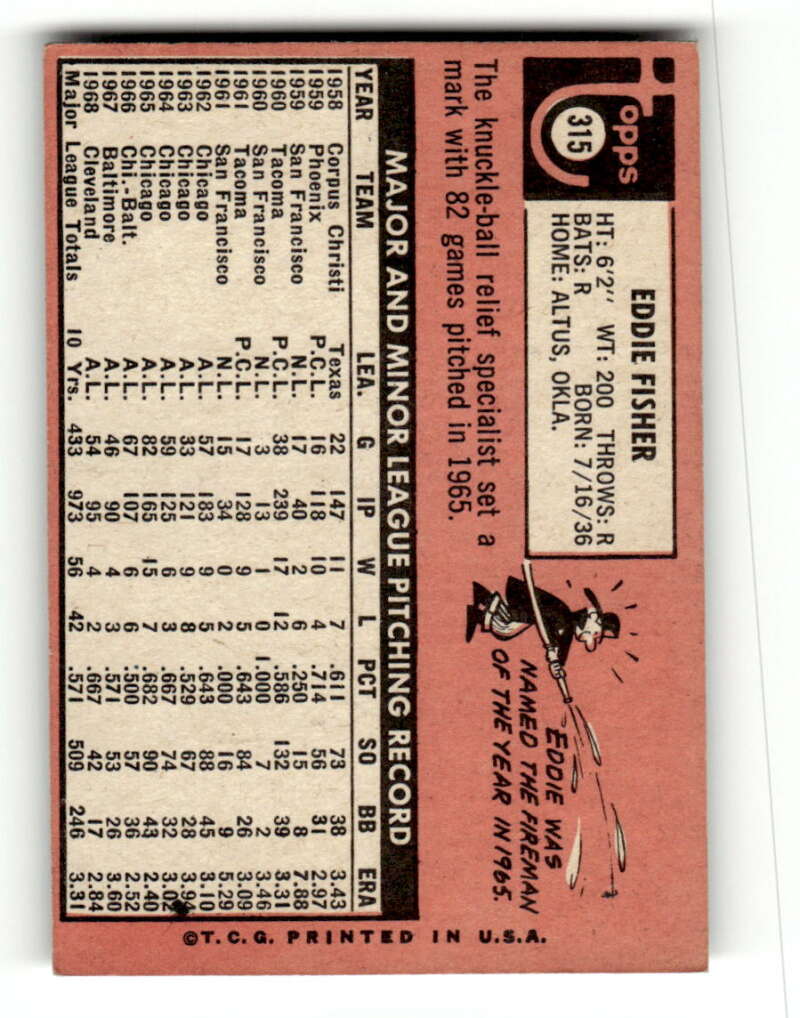 Topps
315
EDDIE FISHER
HT: 6'2" WT: 200 THROWS: R
BATS: R BORN: 7/16/36
HOME: ALTUS, OKLA.
EDDIE WAS
NAMED THE FIREMAN
OF THE YEAR IN 1965.
The knuckle-ball relief specialist set a
mark with 82 games pitched in 1965.
MAJOR AND MINOR LEAGUE PITCHING RECORD
YEAR TEAM LEA. G IP W L PCT SO BB ERA
1958 Corpus Christi Texas 22 147 11 7 .611 73 38 3.43
1959 Phoenix P.C.L. 16 118 10 4 .714 56 31 2.97
1959 San Francisco N.L. 17 40 2 6 .250 15 8 7.88
1960 Tacoma P.C.L. 38 239 17 12 .586 132 39 3.31
1960 San Francisco N.L. 3 13 1 0 1.000 7 2 3.46
1961 Tacoma P.C.L. 17 128 9 5 .643 84 26 3.09
1961 San Francisco N.L. 15 34 0 2 .000 16 9 5.29
1962 Chicago A.L. 57 183 9 5 .643 88 45 3.10
1963 Chicago A.L. 33 121 9 8 .529 67 28 3.94
1964 Chicago A.L. 59 125 6 3 .667 74 32 3.02
1965 Chicago A.L. 82 165 15 7 .682 90 43 2.40
1966 Chi.-Balt. A.L. 67 107 6 6 .500 57 36 2.52
1967 Baltimore A.L. 46 90 4 3 .571 53 26 3.60
1968 Cleveland A.L. 54 95 4 2 .667 42 17 2.84
Major League Totals 10 Yrs. 433 973 56 42 .571 509 246 3.31
©T.C.G. PRINTED IN U.S.A.